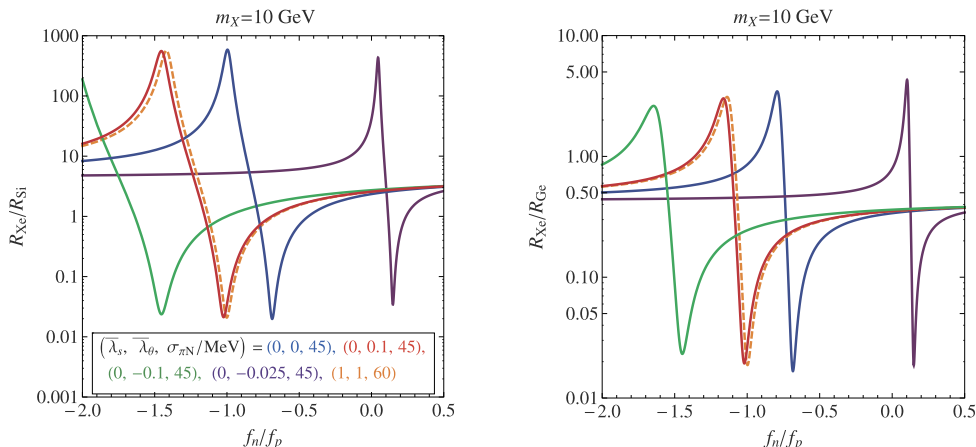 m_X=10 GeV
R_Xe/R_Si
1000
100
10
1
0.1
0.01
0.001
(λ̅_s, λ̅_θ, σ_πN/MeV) = (0, 0, 45), (0, 0.1, 45),
(0, −0.1, 45), (0, −0.025, 45), (1, 1, 60)
−2.0 −1.5 −1.0 −0.5 0.0 0.5
f_n/f_p
m_X=10 GeV
R_Xe/R_Ge
10.00
5.00
1.00
0.50
0.10
0.05
0.01
−2.0 −1.5 −1.0 −0.5 0.0 0.5
f_n/f_p